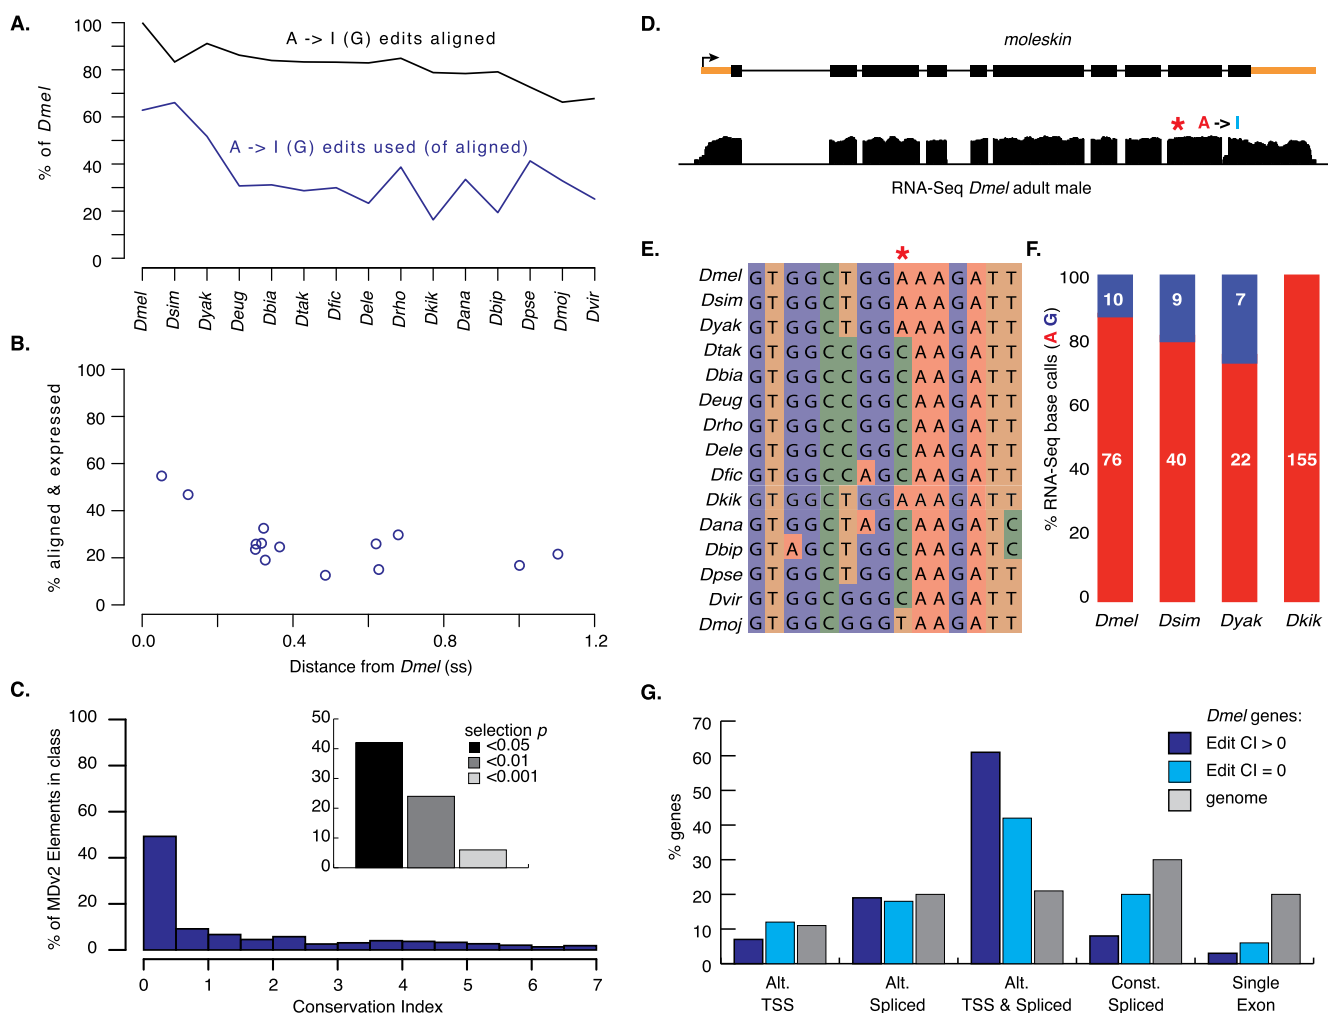 A.
100
80
60
40
20
0
% of Dmel
A -> I (G) edits aligned
A -> I (G) edits used (of aligned)
Dmel
Dsim
Dyak
Deug
Dbia
Dtak
Dfic
Dele
Drho
Dkik
Dana
Dbip
Dpse
Dmoj
Dvir
B.
100
80
60
40
20
0
% aligned & expressed
0.0
0.4
0.8
1.2
Distance from Dmel (ss)
C.
100
80
60
40
20
0
% of MDv2 Elements in class
50
40
30
20
10
0
selection p
<0.05
<0.01
<0.001
0 1 2 3 4 5 6 7
Conservation Index
D.
moleskin
* A -> I
RNA-Seq Dmel adult male
E.
*
Dmel GTGGCTGGAAAGATT
Dsim GTGGCTGGAAAGATT
Dyak GTGGCTGGAAAGATT
Dtak GTGGCCGGCAAGATT
Dbia GTGGCCGGCAAGATT
Deug GTGGCCGGCAAGATT
Drho GTGGCCGGCAAGATT
Dele GTGGCCGGCAAGATT
Dfic GTGGCCAGCAAGATT
Dkik GTGGCTGGAAAGATT
Dana GTGGCTAGCAAGATC
Dbip GTAGCTGGCAAGATC
Dpse GTGGCTGGCAAGATT
Dvir GTGGCGGGCAAGATT
Dmoj GTGGCGGGTAAGATT
F.
100
80
60
40
20
0
% RNA-Seq base calls (A G)
10 9 7
76 40 22 155
Dmel Dsim Dyak Dkik
G.
70
60
50
40
30
20
10
0
% genes
Dmel genes:
Edit CI > 0
Edit CI = 0
genome
Alt.
TSS
Alt.
Spliced
Alt.
TSS & Spliced
Const.
Spliced
Single
Exon